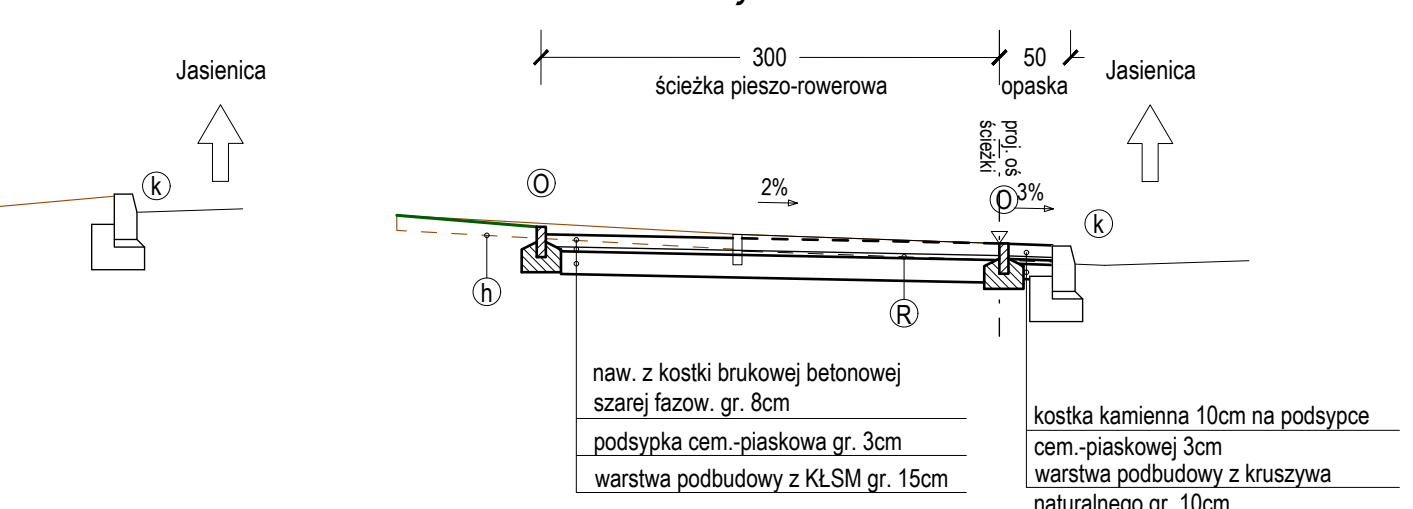 300
50
Jasienica
ścieżka pieszo-rowerowa
opaska
Jasienica
proj. oś
ścieżki
k
O
2%
O
3%
k
h
R
naw. z kostki brukowej betonowej
szarej fazow. gr. 8cm
podsypka cem.-piaskowa gr. 3cm
warstwa podbudowy z KŁSM gr. 15cm
kostka kamienna 10cm na podsypce
cem.-piaskowej 3cm
warstwa podbudowy z kruszywa
naturalnego gr. 10cm